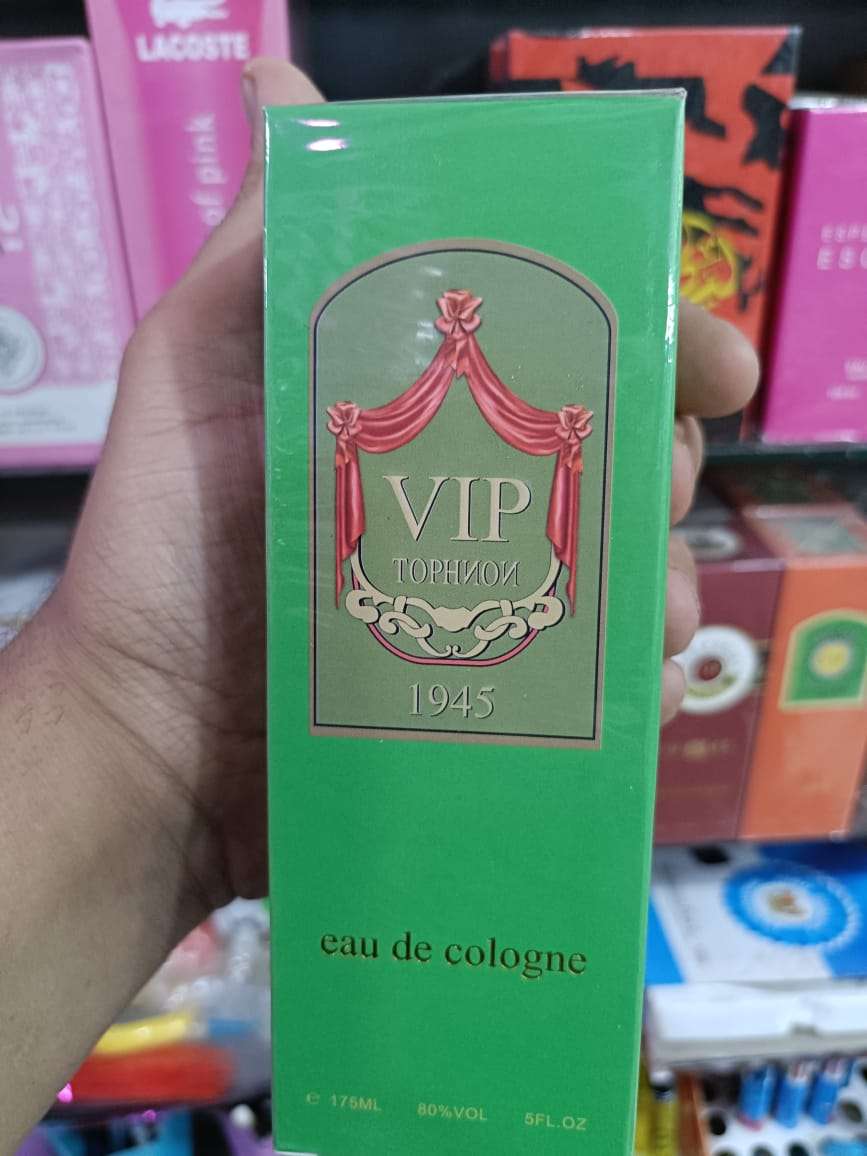 LACOSTE
of pink
VIP
ТОРНИОИ
1945
eau de cologne
e 175ML 80%VOL 5FL.OZ